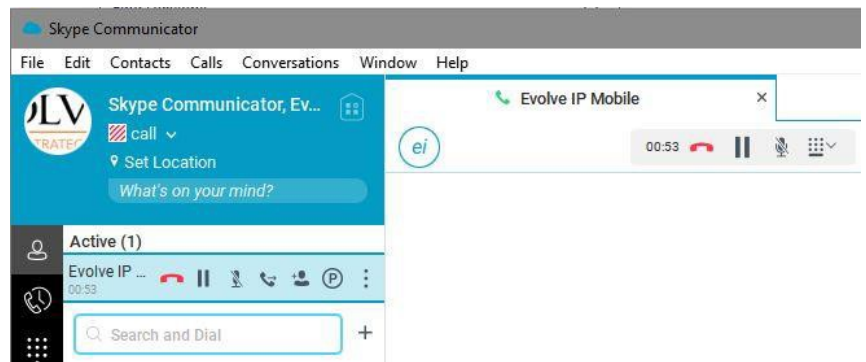 Skype Communicator
File Edit Contacts Calls Conversations Window Help
Skype Communicator, Ev...
call
Set Location
What's on your mind?
Evolve IP Mobile
ei
00:53
Active (1)
Evolve IP ...
00:53
P
Search and Dial